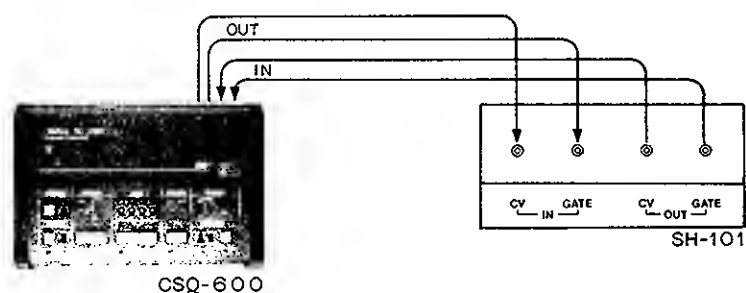 OUT
IN
CV GATE CV GATE
IN OUT
SH-101
CSQ-600